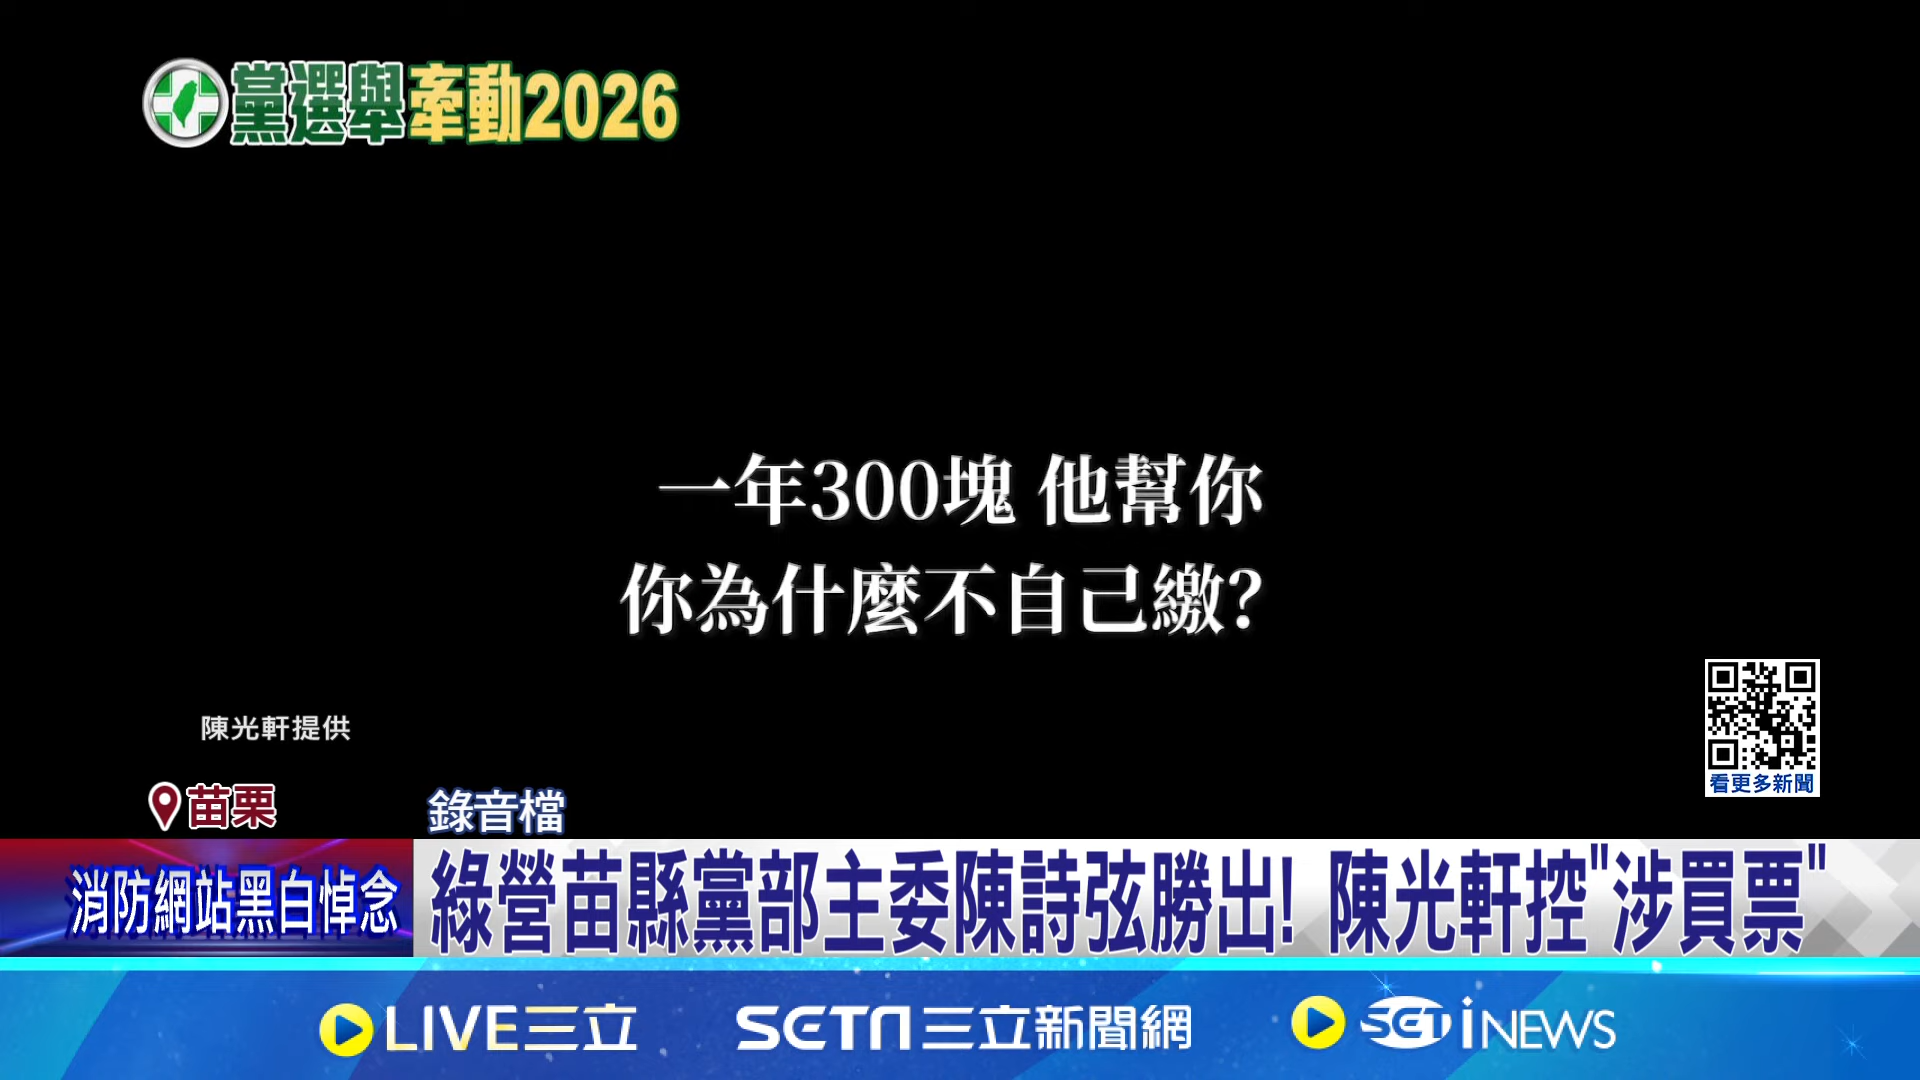 黨選舉牽動2026
一年300塊 他幫你
你為什麼不自己繳?
陳光軒提供
看更多新聞
苗栗
錄音檔
消防網站黑白悼念
綠營苗縣黨部主委陳詩弦勝出! 陳光軒控"涉買票"
LIVE三立
SETN三立新聞網
SET iNEWS